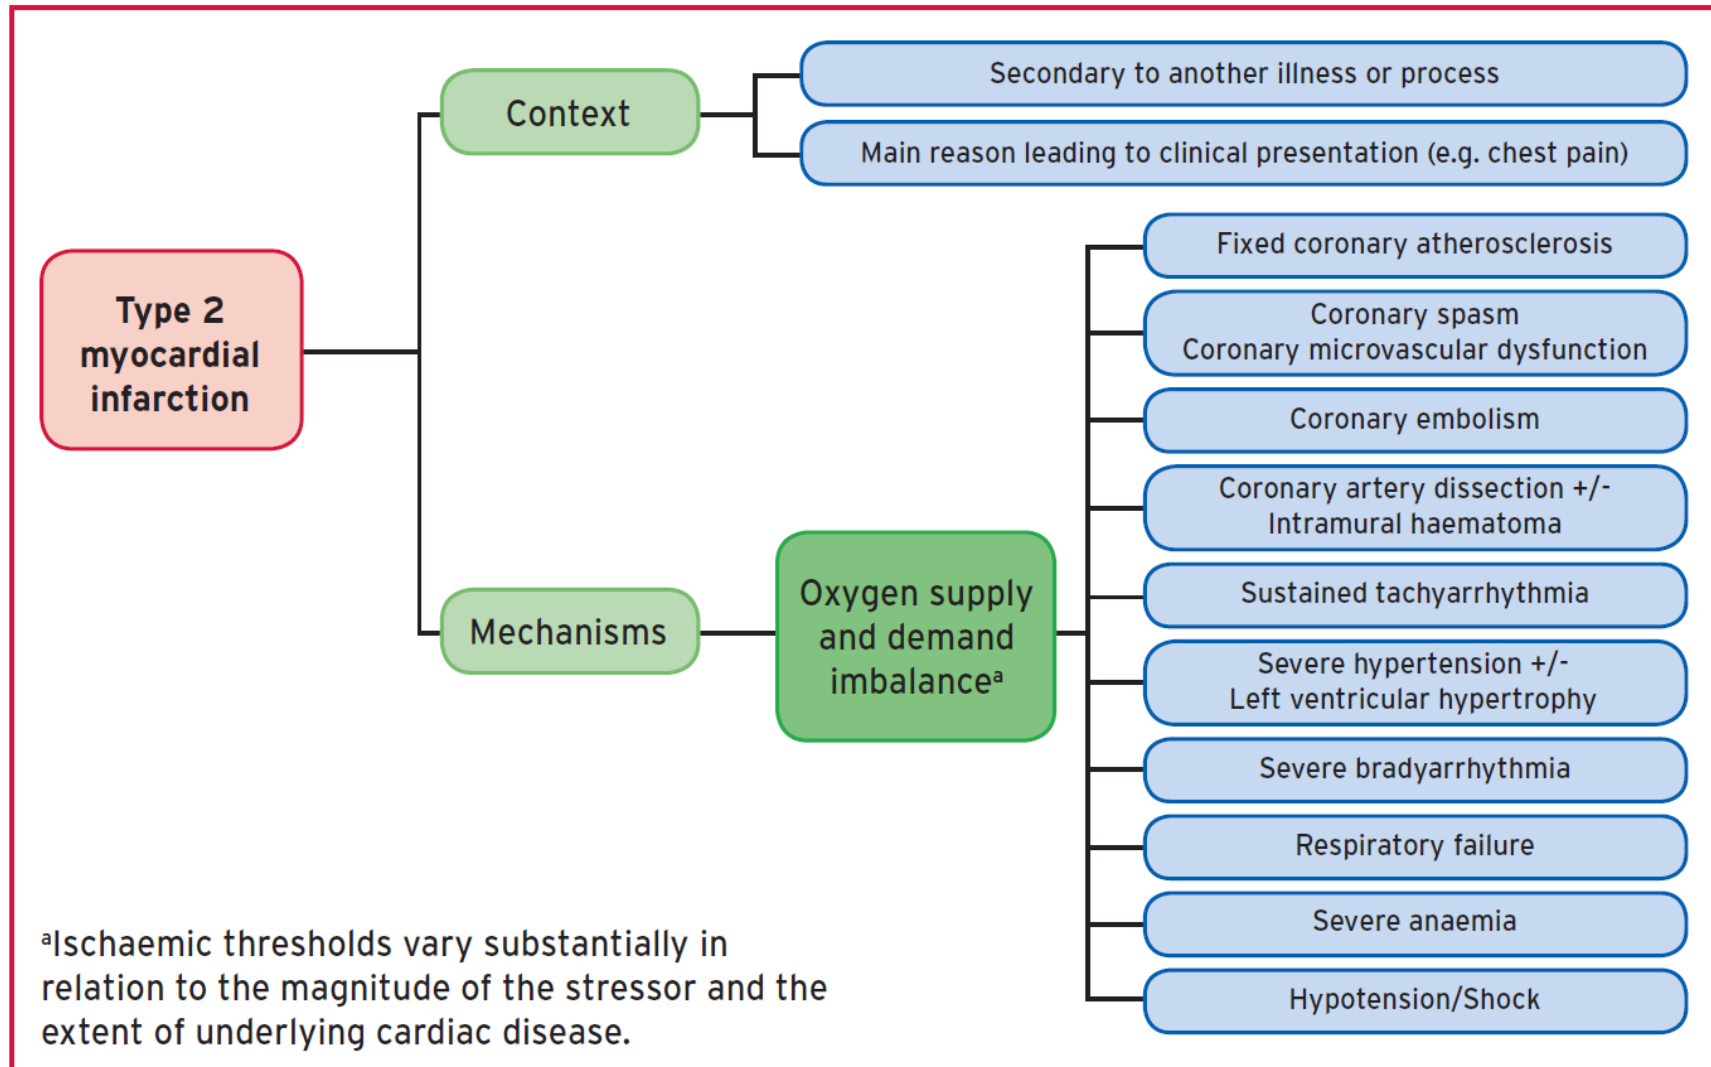 Secondary to another illness or process
Context
Main reason leading to clinical presentation (e.g. chest pain)
Type 2
myocardial
infarction
Mechanisms
Oxygen supply
and demand
imbalanceᵃ
Fixed coronary atherosclerosis
Coronary spasm
Coronary microvascular dysfunction
Coronary embolism
Coronary artery dissection +/-
Intramural haematoma
Sustained tachyarrhythmia
Severe hypertension +/-
Left ventricular hypertrophy
Severe bradyarrhythmia
Respiratory failure
Severe anaemia
Hypotension/Shock
ᵃIschaemic thresholds vary substantially in
relation to the magnitude of the stressor and the
extent of underlying cardiac disease.